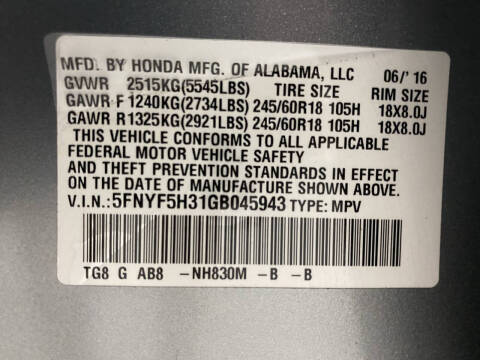 MFD. BY HONDA MFG. OF ALABAMA, LLC 06/' 16
GVWR 2515KG(5545LBS) TIRE SIZE RIM SIZE
GAWR F 1240KG(2734LBS) 245/60R18 105H 18X8.0J
GAWR R1325KG(2921LBS) 245/60R18 105H 18X8.0J
THIS VEHICLE CONFORMS TO ALL APPLICABLE
FEDERAL MOTOR VEHICLE SAFETY
AND THEFT PREVENTION STANDARDS IN EFFECT
ON THE DATE OF MANUFACTURE SHOWN ABOVE.
V.I.N.:5FNYF5H31GB045943 TYPE: MPV
TG8 G AB8 -NH830M -B -B